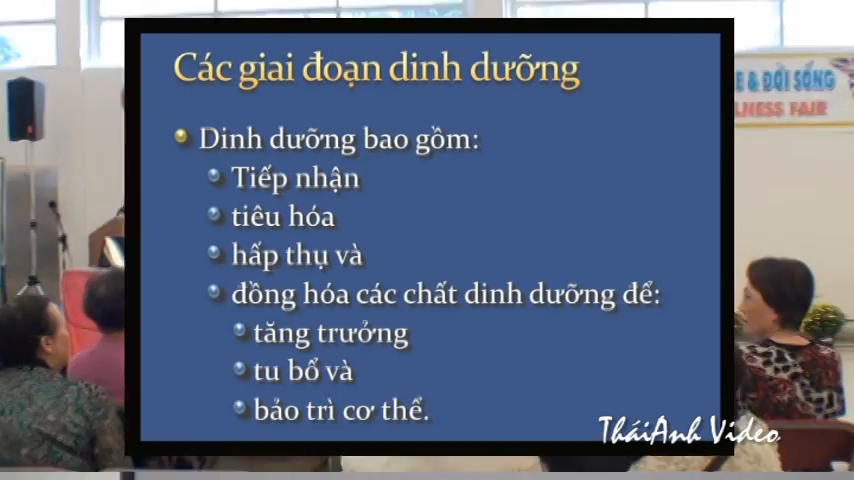 Các giai đoạn dinh dưỡng
E & ĐỜI SỐNG
LNESS FAIR
Dinh dưỡng bao gồm:
Tiếp nhận
tiêu hóa
hấp thụ và
đồng hóa các chất dinh dưỡng để:
tăng trưởng
tu bổ và
bảo trì cơ thể.
TháiAnh Video